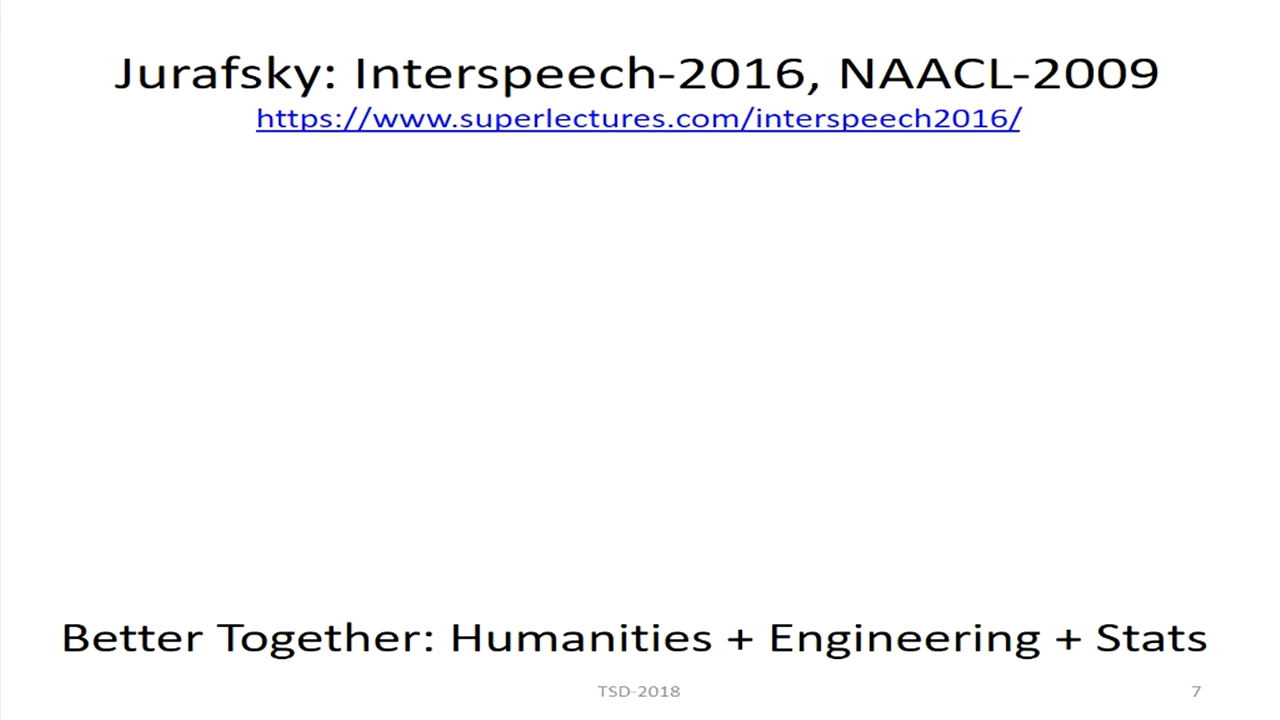 Jurafsky: Interspeech-2016, NAACL-2009
https://www.superlectures.com/interspeech2016/
Better Together: Humanities + Engineering + Stats
TSD-2018
7